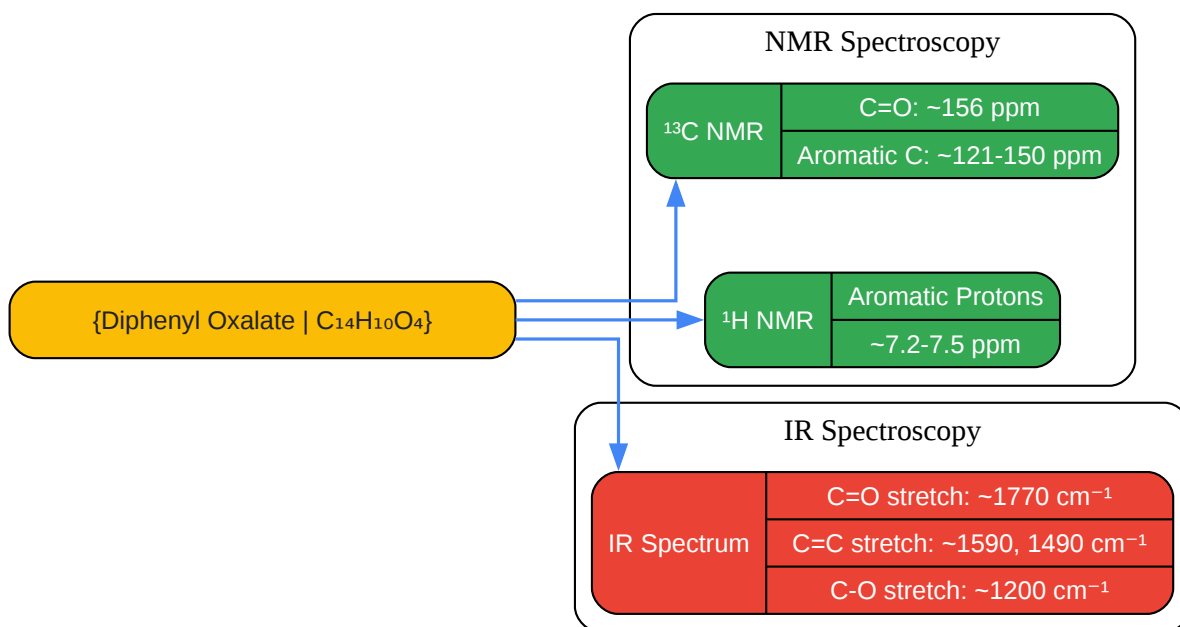 NMR Spectroscopy
¹³C NMR
C=O: ~156 ppm
Aromatic C: ~121-150 ppm
{Diphenyl Oxalate | C₁₄H₁₀O₄}
¹H NMR
Aromatic Protons
~7.2-7.5 ppm
IR Spectroscopy
IR Spectrum
C=O stretch: ~1770 cm⁻¹
C=C stretch: ~1590, 1490 cm⁻¹
C-O stretch: ~1200 cm⁻¹